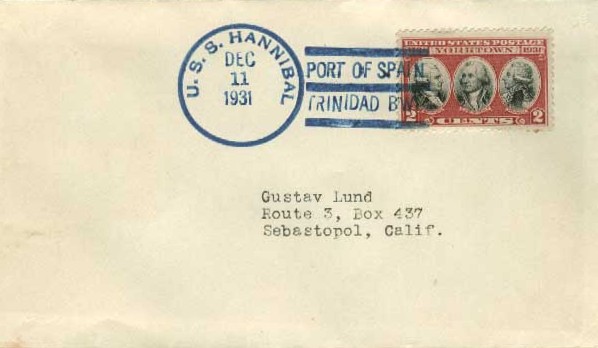 U. S. S. HANNIBAL
DEC
11
1931
PORT OF SPAIN
TRINIDAD B W I
UNITED STATES POSTAGE
YORKTOWN
1931
2 CENTS 2
Gustav Lund
Route 3, Box 437
Sebastopol, Calif.